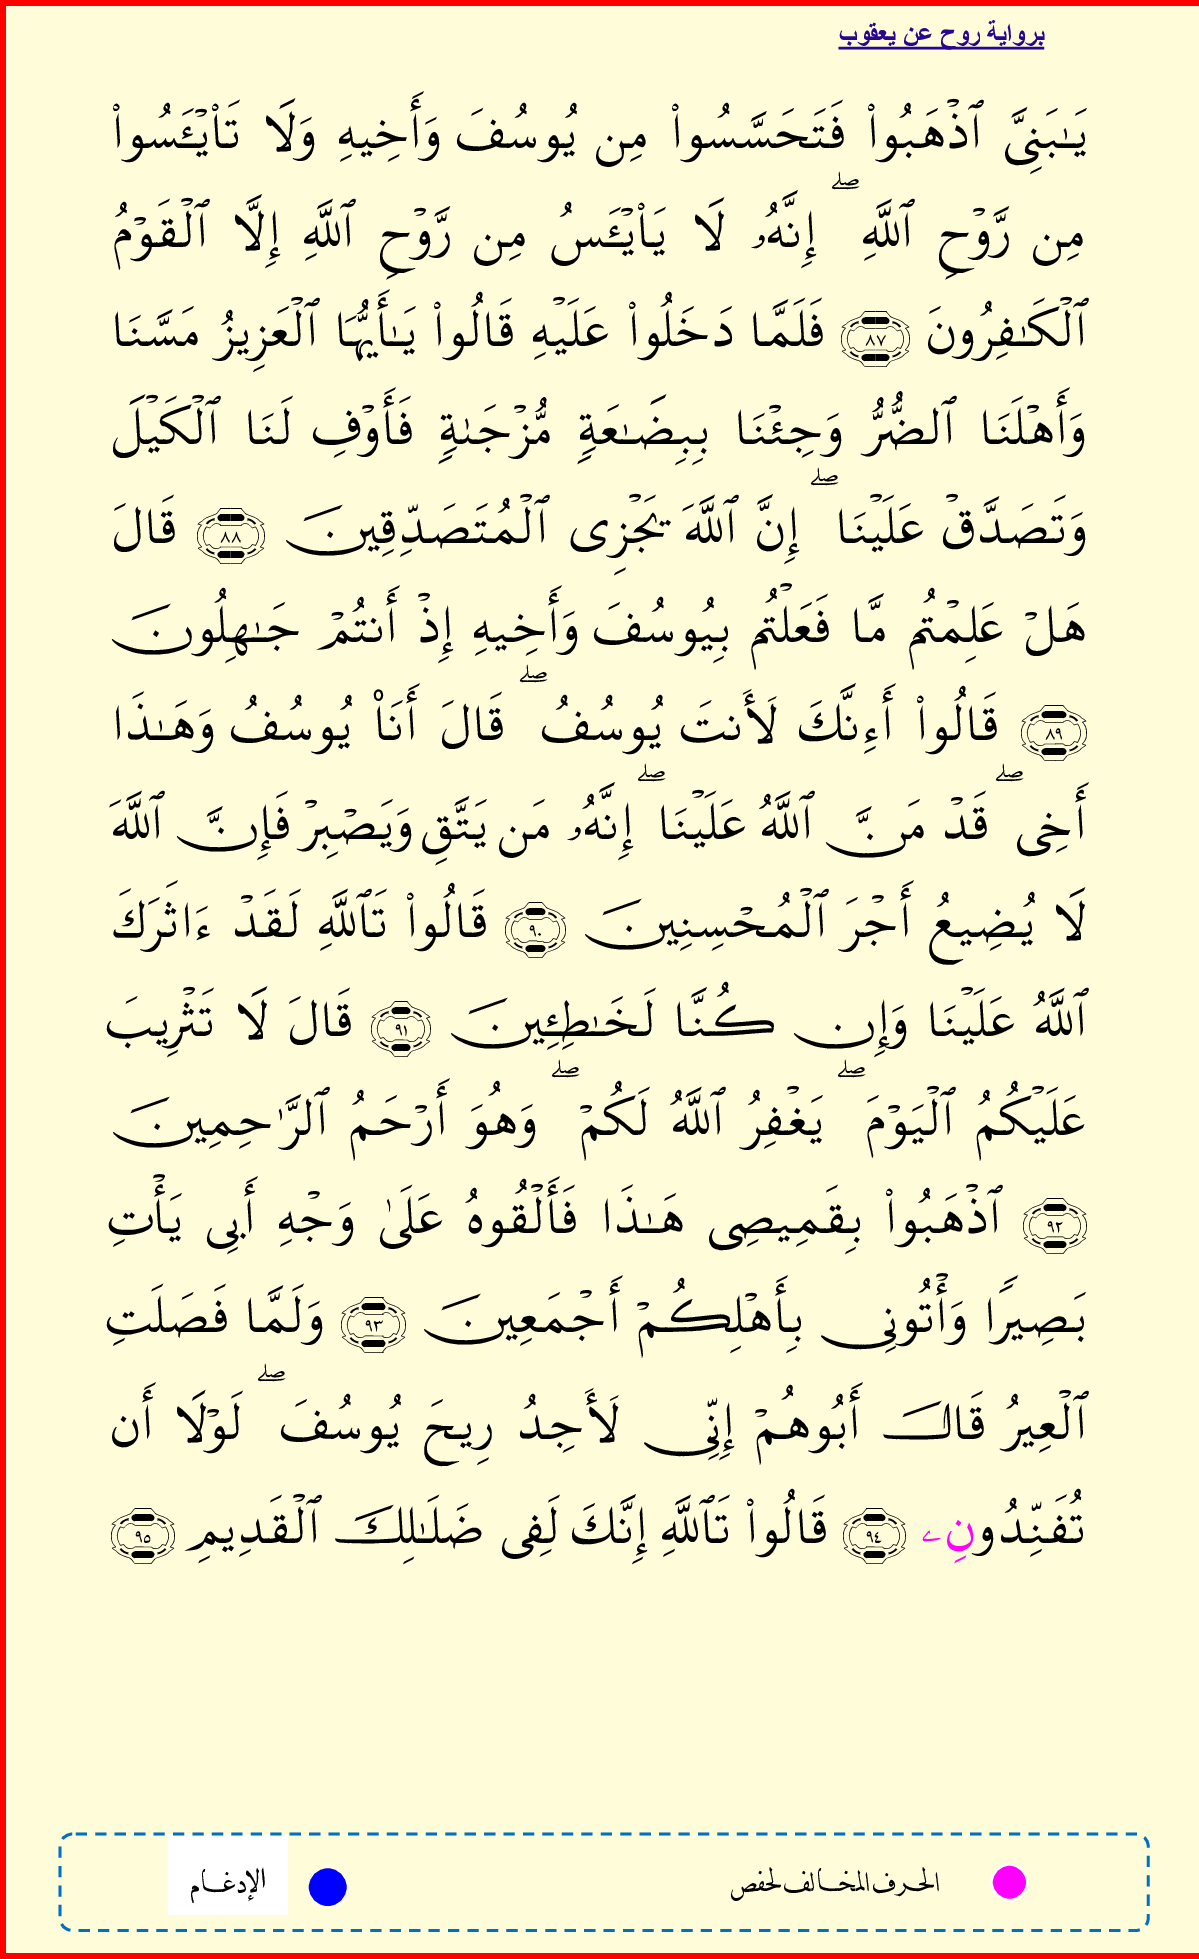 برواية روح عن يعقوب
يَـٰبَنِىَّ ٱذۡهَبُوا۟ فَتَحَسَّسُوا۟ مِن يُوسُفَ وَأَخِيهِ وَلَا تَا۟يۡـَٔسُوا۟
مِن رَّوۡحِ ٱللَّهِ ۖ إِنَّهُۥ لَا يَا۟يۡـَٔسُ مِن رَّوۡحِ ٱللَّهِ إِلَّا ٱلۡقَوۡمُ
ٱلۡكَـٰفِرُونَ ٨٧ فَلَمَّا دَخَلُوا۟ عَلَيۡهِ قَالُوا۟ يَـٰأَيُّهَا ٱلۡعَزِيزُ مَسَّنَا
وَأَهۡلَنَا ٱلضُّرُّ وَجِئۡنَا بِبِضَـٰعَةٍ مُّزۡجَىٰةٍ فَأَوۡفِ لَنَا ٱلۡكَيۡلَ
وَتَصَدَّقۡ عَلَيۡنَا ۖ إِنَّ ٱللَّهَ يَجۡزِى ٱلۡمُتَصَدِّقِينَ ٨٨ قَالَ
هَلۡ عَلِمۡتُم مَّا فَعَلۡتُم بِيُوسُفَ وَأَخِيهِ إِذۡ أَنتُمۡ جَـٰهِلُونَ
٨٩ قَالُوا۟ أَءِنَّكَ لَأَنتَ يُوسُفُ ۖ قَالَ أَنَا۠ يُوسُفُ وَهَـٰذَا
أَخِى ۖ قَدۡ مَنَّ ٱللَّهُ عَلَيۡنَا ۖ إِنَّهُۥ مَن يَتَّقِ وَيَصۡبِرۡ فَإِنَّ ٱللَّهَ
لَا يُضِيعُ أَجۡرَ ٱلۡمُحۡسِنِينَ ٩٠ قَالُوا۟ تَٱللَّهِ لَقَدۡ ءَاثَرَكَ
ٱللَّهُ عَلَيۡنَا وَإِن كُنَّا لَخَـٰطِئِينَ ٩١ قَالَ لَا تَثۡرِيبَ
عَلَيۡكُمُ ٱلۡيَوۡمَ ۖ يَغۡفِرُ ٱللَّهُ لَكُمۡ ۖ وَهُوَ أَرۡحَمُ ٱلرَّٰحِمِينَ
٩٢ ٱذۡهَبُوا۟ بِقَمِيصِى هَـٰذَا فَأَلۡقُوهُ عَلَىٰ وَجۡهِ أَبِى يَأۡتِ
بَصِيرًا وَأۡتُونِى بِأَهۡلِكُمۡ أَجۡمَعِينَ ٩٣ وَلَمَّا فَصَلَتِ
ٱلۡعِيرُ قَالَ أَبُوهُمۡ إِنِّى لَأَجِدُ رِيحَ يُوسُفَ ۖ لَوۡلَا أَن
تُفَنِّدُونِۦ ٩٤ قَالُوا۟ تَٱللَّهِ إِنَّكَ لَفِى ضَلَـٰلِكَ ٱلۡقَدِيمِ ٩٥
الحرف المخالف لحفص
الإدغام